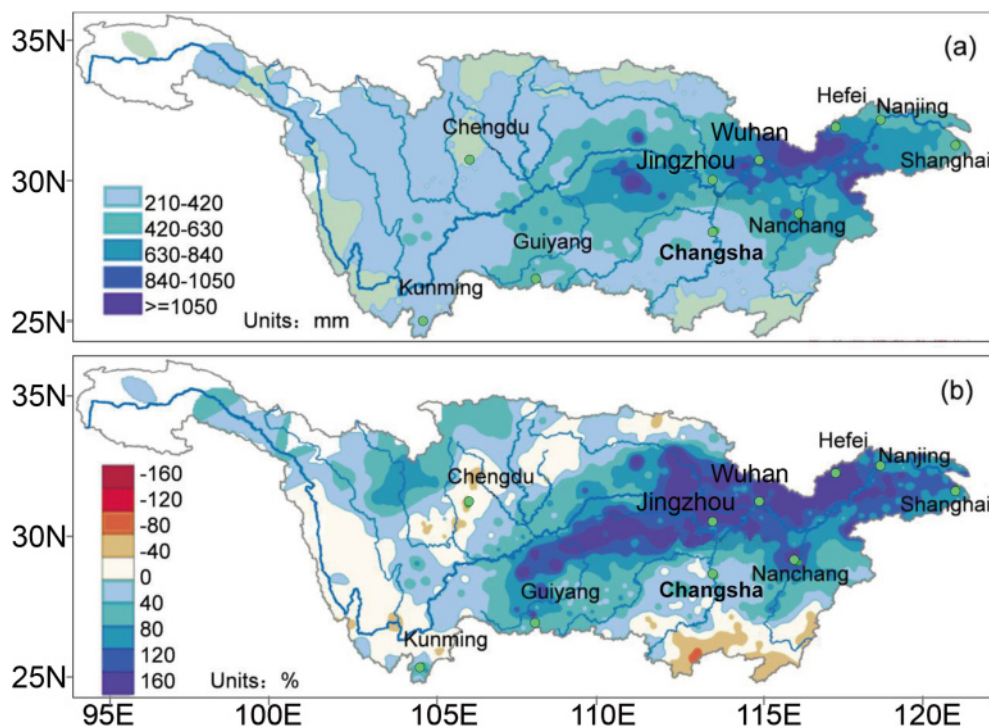 35N
(a)
Hefei
Nanjing
Chengdu
Wuhan
Jingzhou
Shanghai
30N
210-420
420-630
630-840
840-1050
>=1050
Guiyang
Nanchang
Changsha
Kunming
Units: mm
25N
35N
(b)
Hefei
Nanjing
-160
-120
-80
-40
0
40
80
120
160
Chengdu
Wuhan
Jingzhou
Shanghai
30N
Guiyang
Nanchang
Changsha
Kunming
Units: %
25N
95E 100E 105E 110E 115E 120E